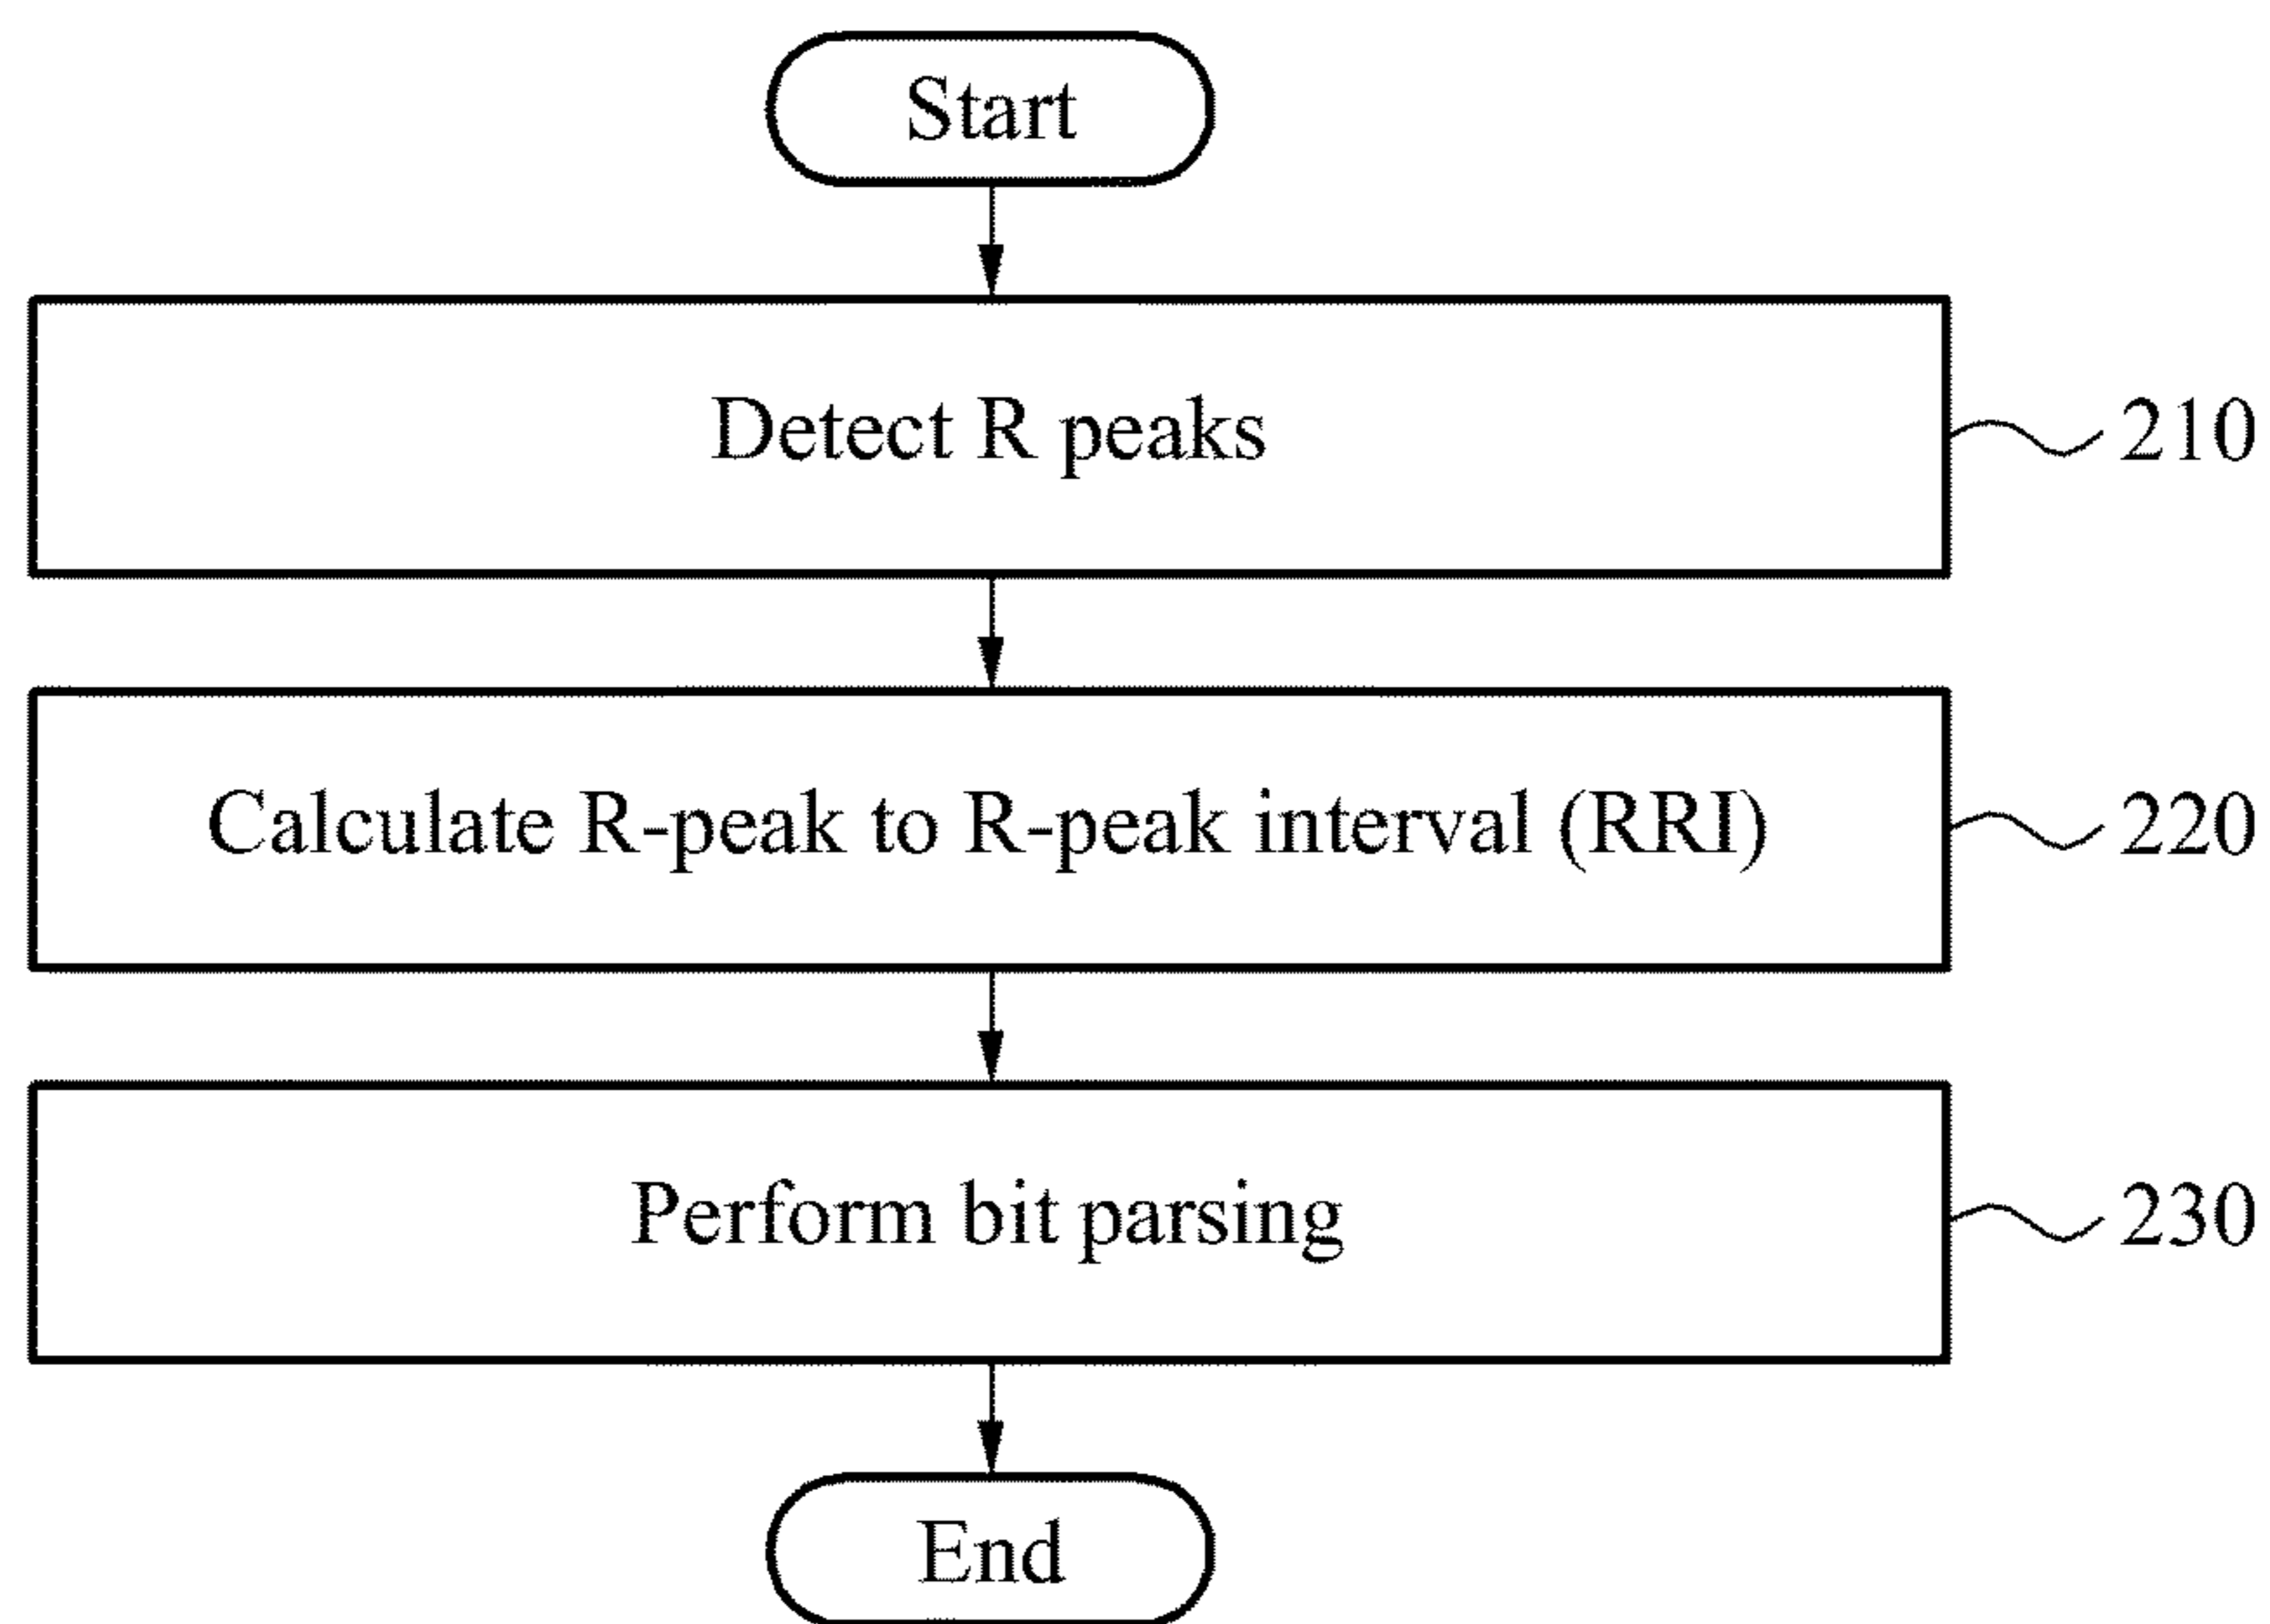 Start
Detect R peaks
210
Calculate R-peak to R-peak interval (RRI)
220
Perform bit parsing
230
End